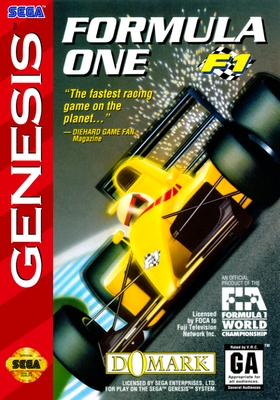 SEGA
GENESIS
FORMULA
ONE F1
"The fastest racing
game on the
planet..."
— DIEHARD GAME FAN
Magazine
AN OFFICIAL
PRODUCT OF THE
FIA
FORMULA 1
WORLD
CHAMPIONSHIP
Licensed
by FOCA to
Fuji Television
Network Inc.
DOMARK
Rated by V.R.C.
GA
Appropriate for
all audiences.
General Audiences
LICENSED BY SEGA ENTERPRISES, LTD.
FOR PLAY ON THE SEGA™ GENESIS™ SYSTEM.
SEGA